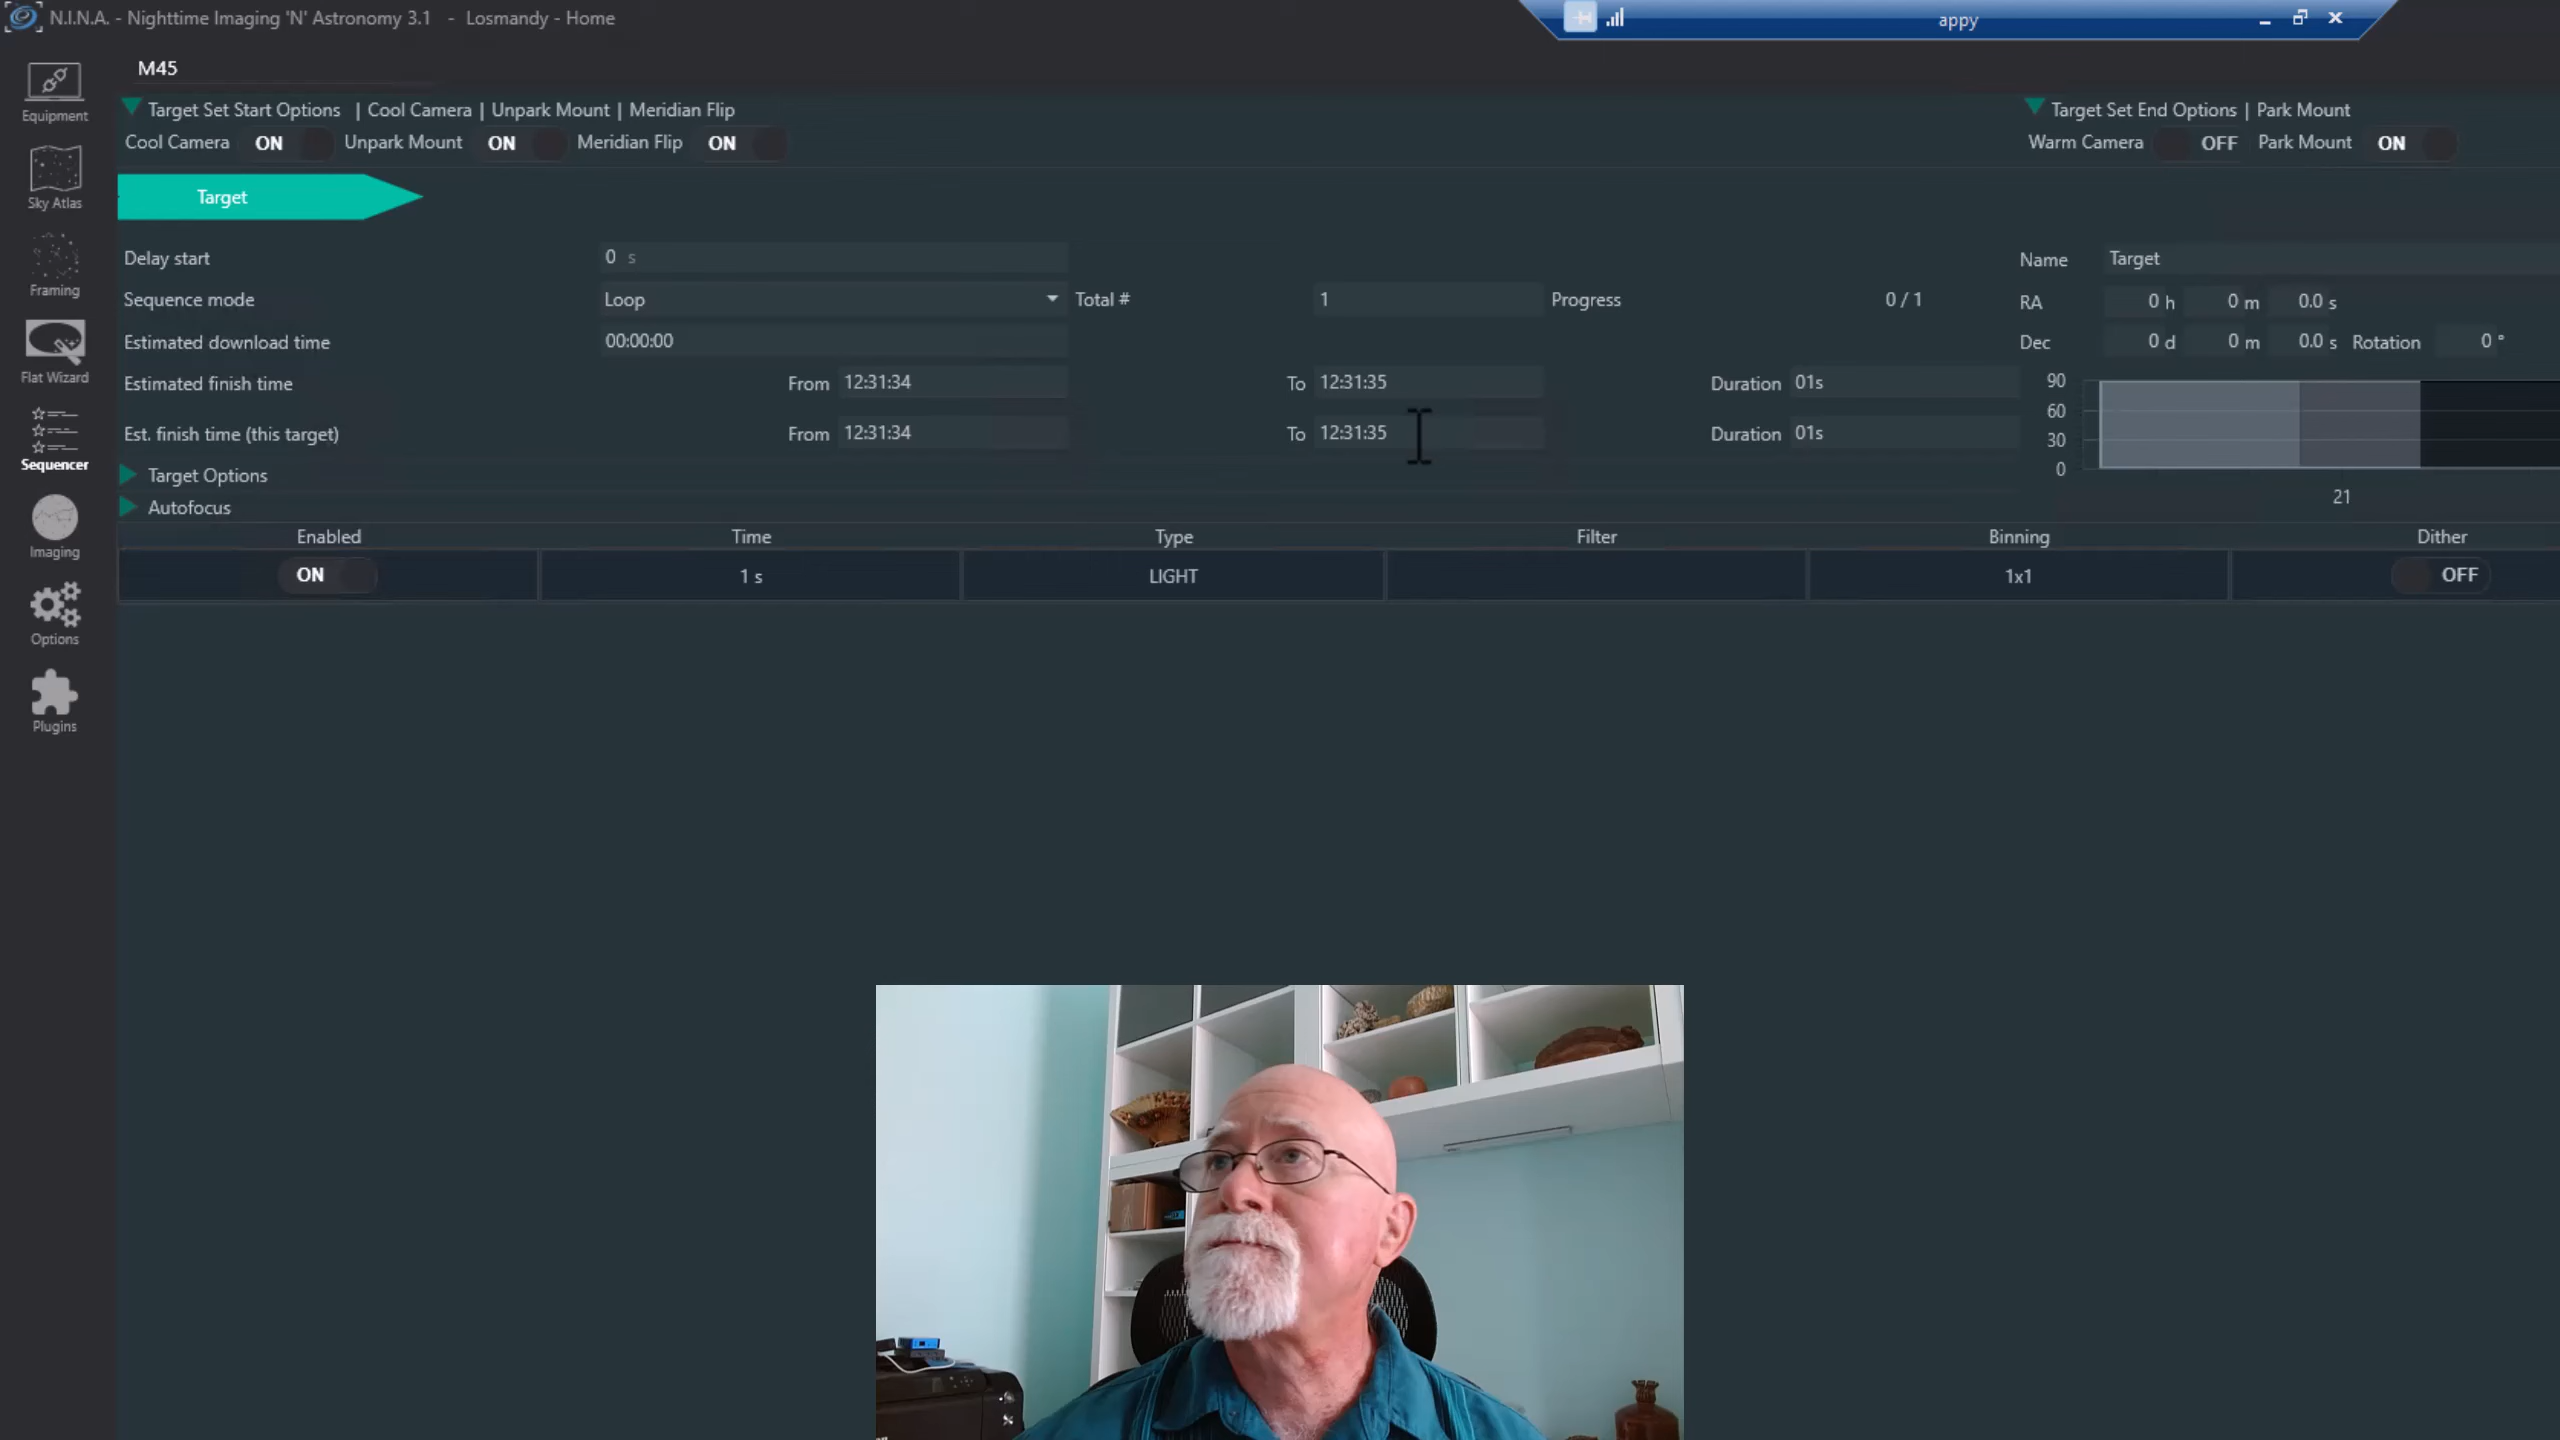 N.I.N.A. - Nighttime Imaging 'N' Astronomy 3.1 - Losmandy - Home
appy
M45
Equipment
Sky Atlas
Framing
Flat Wizard
Sequencer
Imaging
Options
Plugins
Target Set Start Options | Cool Camera | Unpark Mount | Meridian Flip
Target Set End Options | Park Mount
Cool Camera ON Unpark Mount ON Meridian Flip ON
Warm Camera OFF Park Mount ON
Target
Delay start 0 s
Sequence mode Loop Total # 1 Progress 0 / 1
Estimated download time 00:00:00
Estimated finish time From 12:31:34 To 12:31:35 Duration 01s
Est. finish time (this target) From 12:31:34 To 12:31:35 Duration 01s
Name Target
RA 0 h 0 m 0.0 s
Dec 0 d 0 m 0.0 s Rotation 0 °
90
60
30
0
21
Target Options
Autofocus
Enabled Time Type Filter Binning Dither
ON 1 s LIGHT 1x1 OFF